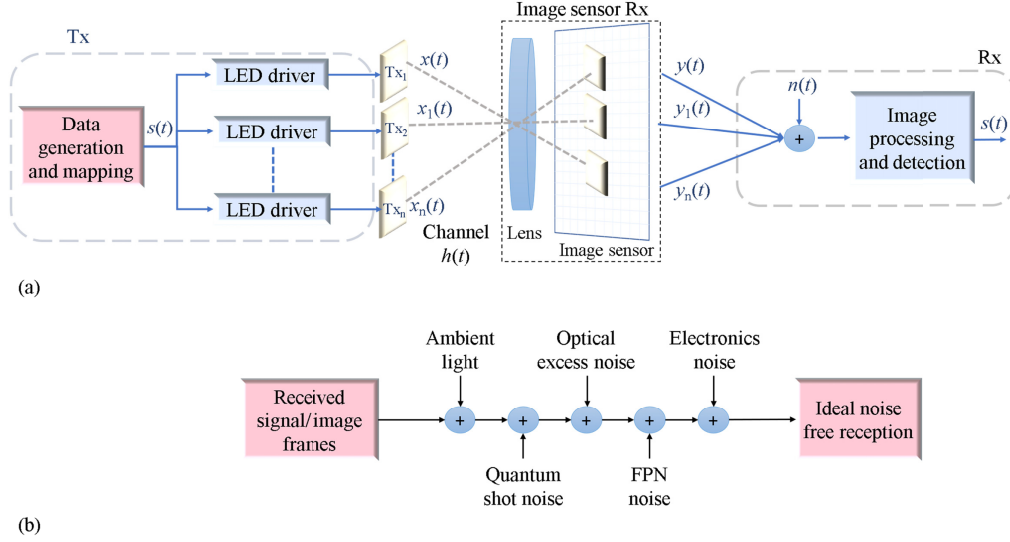 Tx
Data
generation
and mapping
s(t)
LED driver
LED driver
LED driver
Tx1
Tx2
Txn
x(t)
x1(t)
xn(t)
Channel
h(t)
Image sensor Rx
Lens
Image sensor
y(t)
y1(t)
yn(t)
Rx
n(t)
+
Image
processing
and detection
s(t)
(a)
Received
signal/image
frames
Ambient
light
+
Quantum
shot noise
+
Optical
excess noise
+
FPN
noise
+
Electronics
noise
+
Ideal noise
free reception
(b)